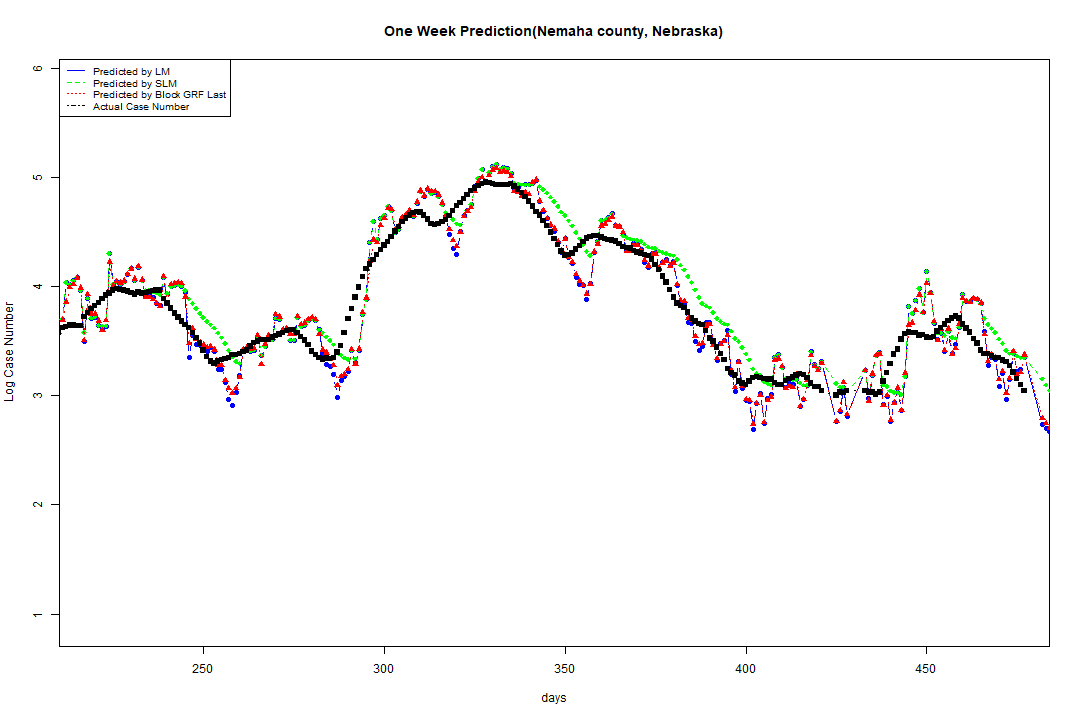 One Week Prediction(Nemaha county, Nebraska)
Predicted by LM
Predicted by SLM
Predicted by Block GRF Last
Actual Case Number
6
5
4
3
2
1
Log Case Number
250 300 350 400 450
days